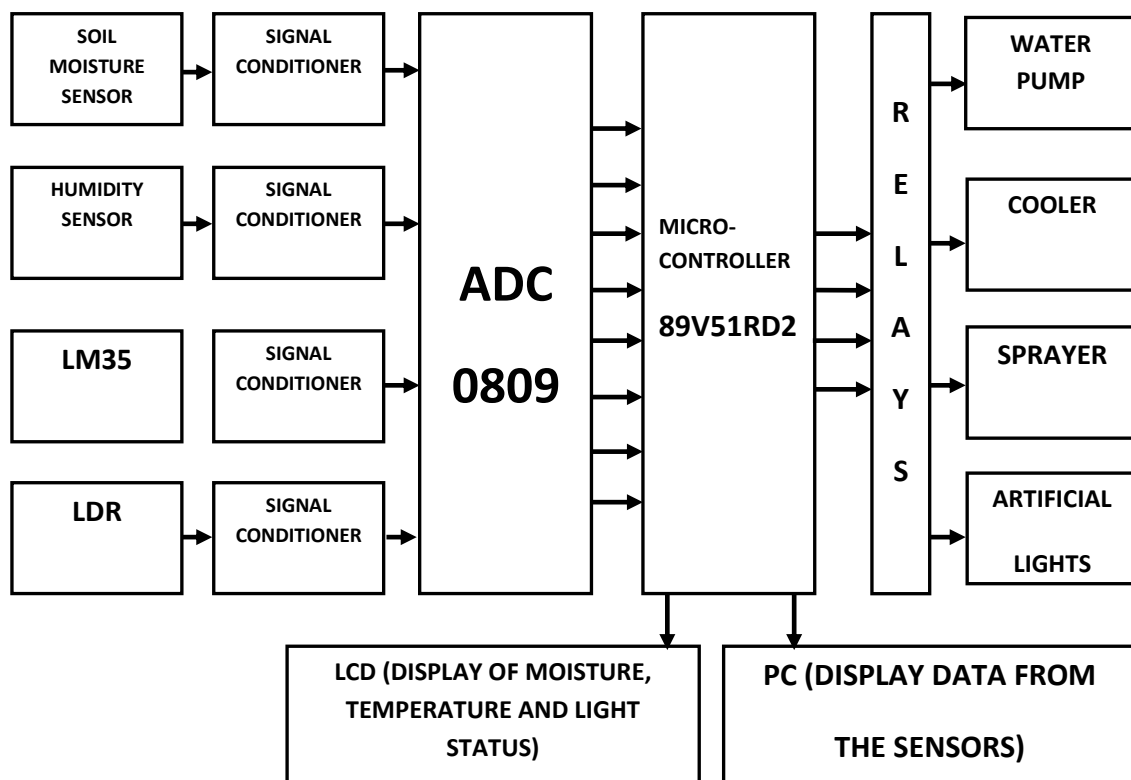 SOIL
MOISTURE
SENSOR
SIGNAL
CONDITIONER
HUMIDITY
SENSOR
SIGNAL
CONDITIONER
LM35
SIGNAL
CONDITIONER
LDR
SIGNAL
CONDITIONER
ADC
0809
MICRO-
CONTROLLER
89V51RD2
R
E
L
A
Y
S
WATER
PUMP
COOLER
SPRAYER
ARTIFICIAL
LIGHTS
LCD (DISPLAY OF MOISTURE,
TEMPERATURE AND LIGHT
STATUS)
PC (DISPLAY DATA FROM
THE SENSORS)